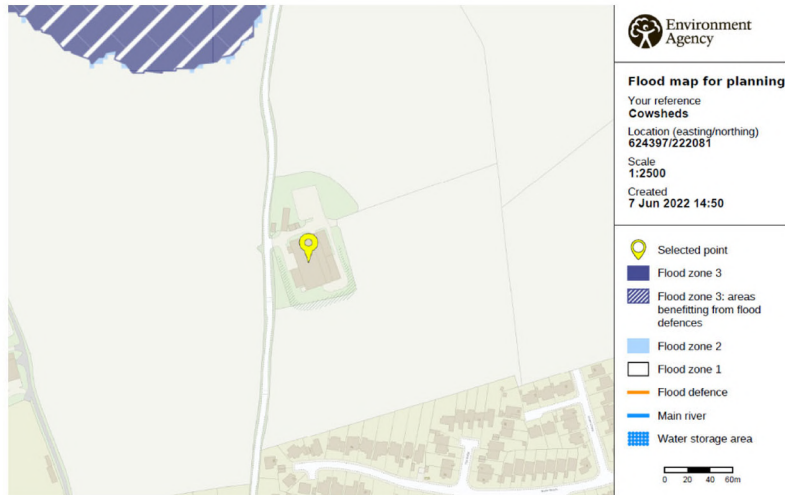 Environment
Agency
Flood map for planning
Your reference
Cowsheds
Location (easting/northing)
624397/222081
Scale
1:2500
Created
7 Jun 2022 14:50
Selected point
Flood zone 3
Flood zone 3: areas
benefitting from flood
defences
Flood zone 2
Flood zone 1
Flood defence
Main river
Water storage area
0 20 40 60m